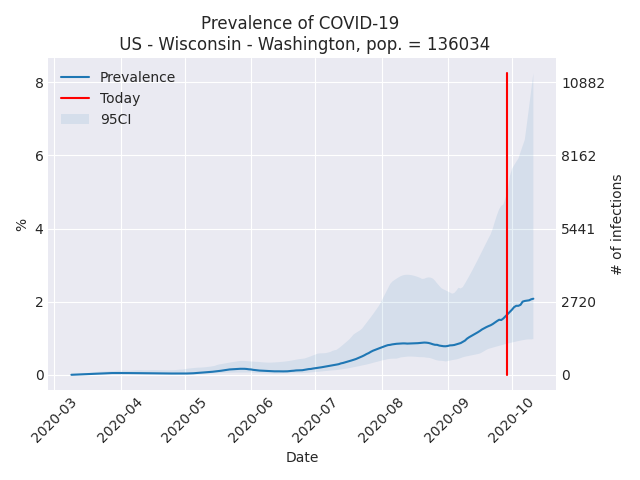 Prevalence of COVID-19
US - Wisconsin - Washington, pop. = 136034
Prevalence
Today
95CI
8
6
4
2
0
%
10882
8162
5441
2720
0
# of infections
2020-03
2020-04
2020-05
2020-06
2020-07
2020-08
2020-09
2020-10
Date